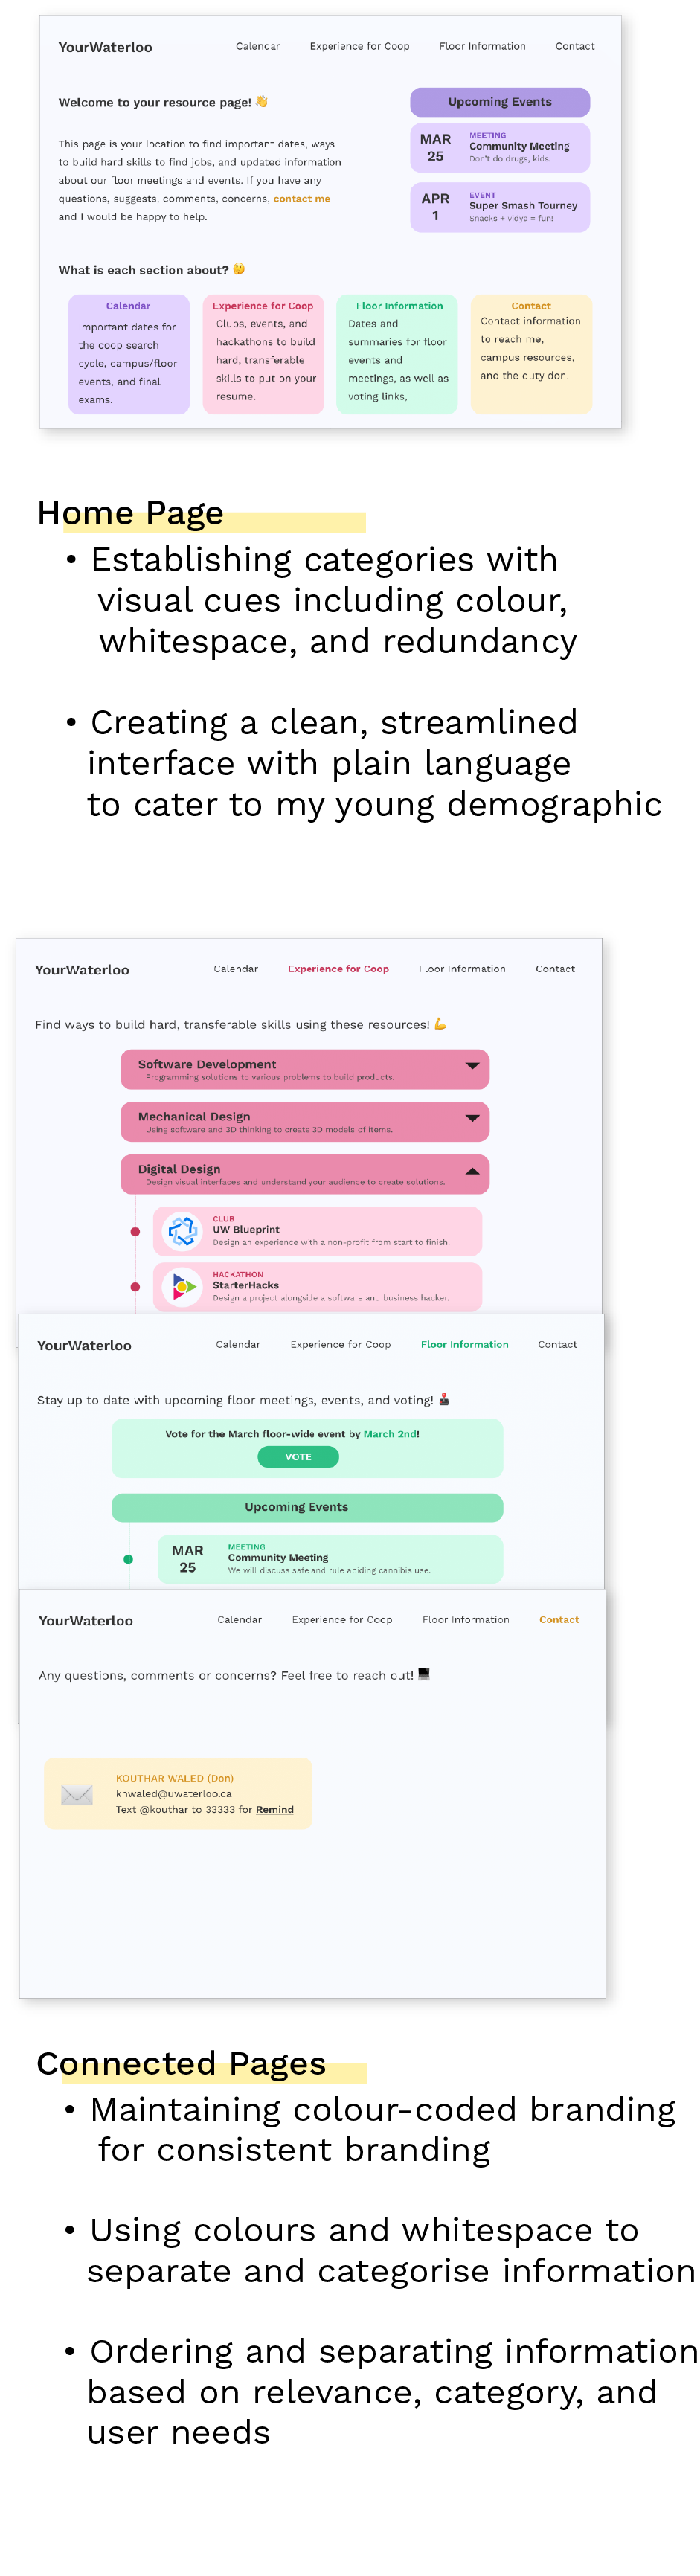 YourWaterloo
Calendar Experience for Coop Floor Information Contact
Welcome to your resource page! 👋
This page is your location to find important dates, ways
to build hard skills to find jobs, and updated information
about our floor meetings and events. If you have any
questions, suggests, comments, concerns, contact me
and I would be happy to help.
Upcoming Events
MAR
25
MEETING
Community Meeting
Don't do drugs, kids.
APR
1
EVENT
Super Smash Tourney
Snacks + vidya = fun!
What is each section about? 🤔
Calendar
Important dates for
the coop search
cycle, campus/floor
events, and final
exams.
Experience for Coop
Clubs, events, and
hackathons to build
hard, transferable
skills to put on your
resume.
Floor Information
Dates and
summaries for floor
events and
meetings, as well as
voting links,
Contact
Contact information
to reach me,
campus resources,
and the duty don.
Home Page
• Establishing categories with
visual cues including colour,
whitespace, and redundancy
• Creating a clean, streamlined
interface with plain language
to cater to my young demographic
YourWaterloo
Calendar Experience for Coop Floor Information Contact
Find ways to build hard, transferable skills using these resources! 💪
Software Development
Programming solutions to various problems to build products.
Mechanical Design
Using software and 3D thinking to create 3D models of items.
Digital Design
Design visual interfaces and understand your audience to create solutions.
CLUB
UW Blueprint
Design an experience with a non-profit from start to finish.
HACKATHON
StarterHacks
Design a project alongside a software and business hacker.
YourWaterloo
Calendar Experience for Coop Floor Information Contact
Stay up to date with upcoming floor meetings, events, and voting! 🕹️
Vote for the March floor-wide event by March 2nd!
VOTE
Upcoming Events
MAR
25
MEETING
Community Meeting
We will discuss safe and rule abiding cannibis use.
YourWaterloo
Calendar Experience for Coop Floor Information Contact
Any questions, comments or concerns? Feel free to reach out! 💻
KOUTHAR WALED (Don)
knwaled@uwaterloo.ca
Text @kouthar to 33333 for Remind
Connected Pages
• Maintaining colour-coded branding
for consistent branding
• Using colours and whitespace to
separate and categorise information
• Ordering and separating information
based on relevance, category, and
user needs